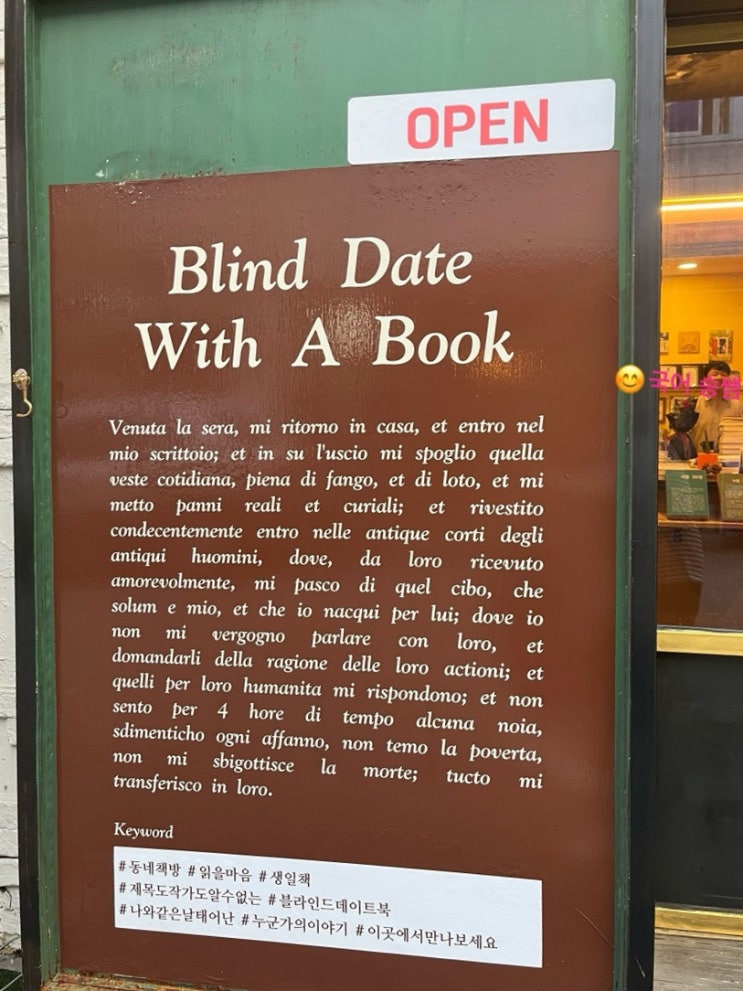 OPEN
Blind Date
With A Book
Venuta la sera, mi ritorno in casa, et entro nel
mio scrittoio; et in su l'uscio mi spoglio quella
veste cotidiana, piena di fango, et di loto, et mi
metto panni reali et curiali; et rivestito
condecentemente entro nelle antique corti degli
antiqui huomini, dove, da loro ricevuto
amorevolmente, mi pasco di quel cibo, che
solum e mio, et che io nacqui per lui; dove io
non mi vergogno parlare con loro, et
domandarli della ragione delle loro actioni; et
quelli per loro humanita mi rispondono; et non
sento per 4 hore di tempo alcuna noia,
sdimenticho ogni affanno, non temo la poverta,
non mi sbigottisce la morte; tucto mi
transferisco in loro.
Keyword
#동네책방 #읽을마음 #생일책
#제목도작가도알수없는 #블라인드데이트북
#나와같은날태어난 #누군가의이야기 #이곳에서만나보세요
국어